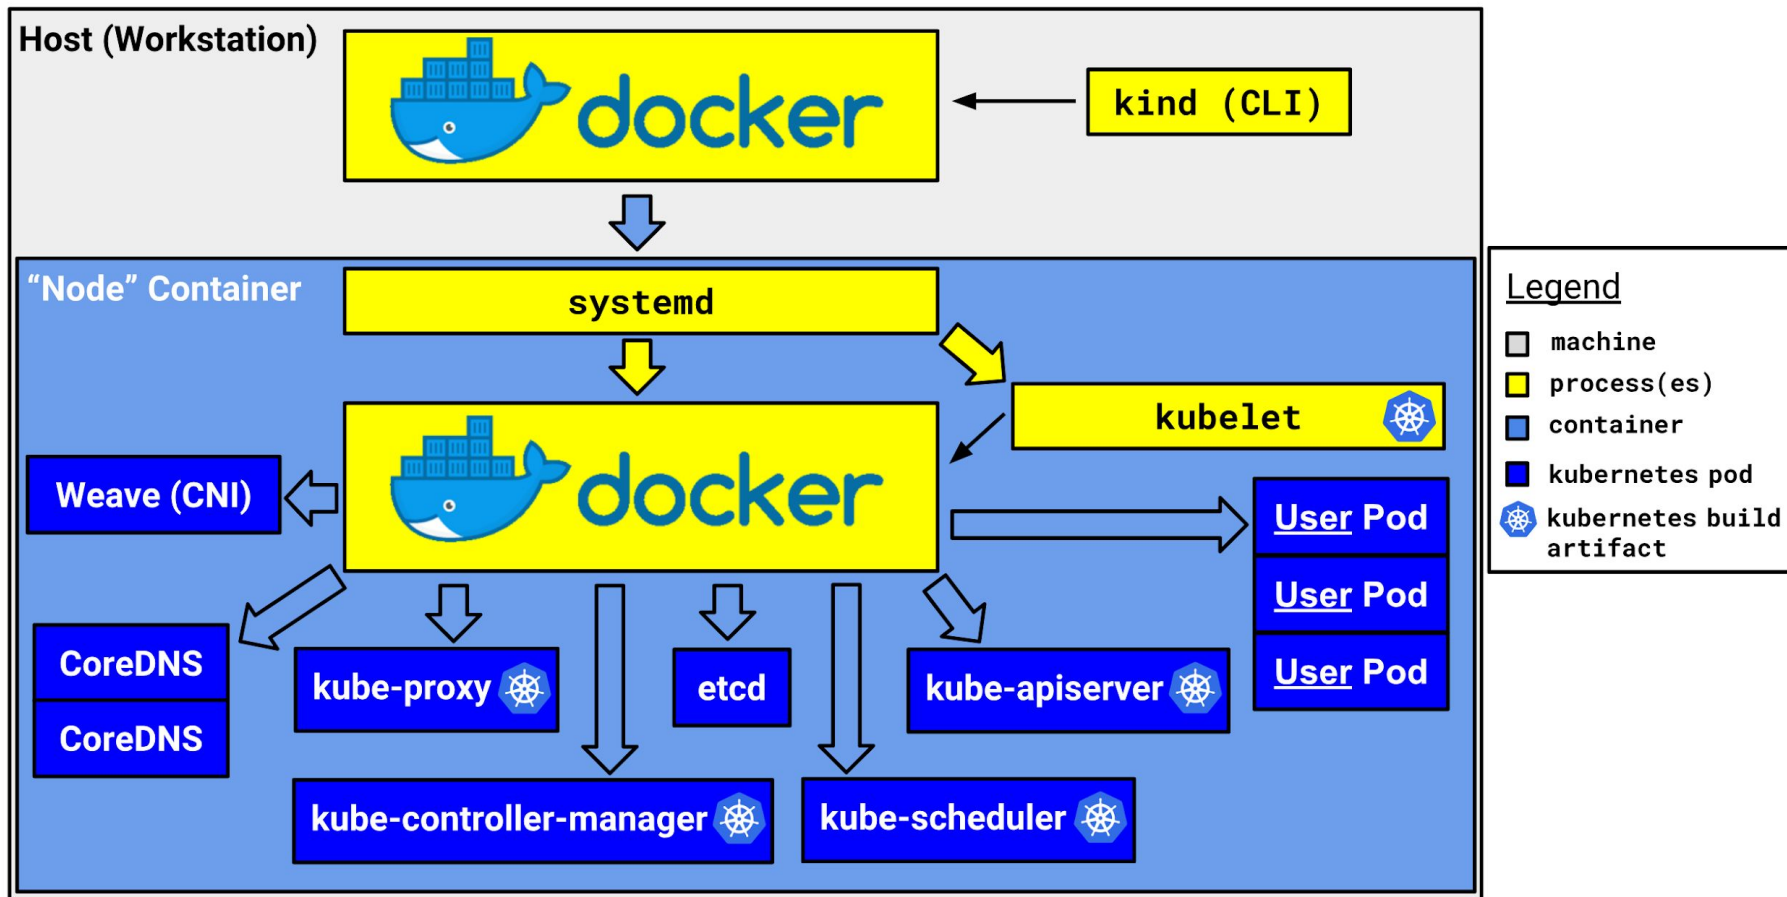 Host (Workstation)
docker
kind (CLI)
“Node” Container
systemd
kubelet
docker
Weave (CNI)
User Pod
User Pod
User Pod
CoreDNS
CoreDNS
kube-proxy
etcd
kube-apiserver
kube-controller-manager
kube-scheduler
Legend
machine
process(es)
container
kubernetes pod
kubernetes build
artifact